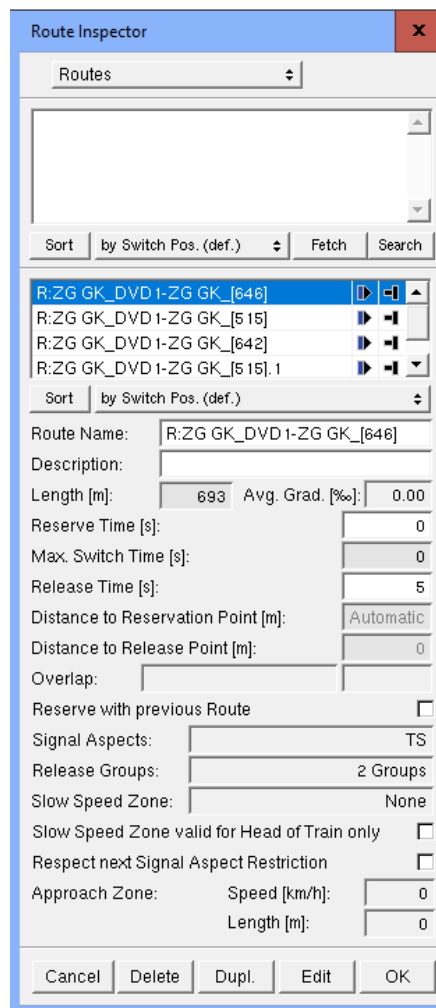 Route Inspector x
Routes
Sort by Switch Pos. (def.) Fetch Search
R:ZG GK_DVD1-ZG GK_[646]
R:ZG GK_DVD1-ZG GK_[515]
R:ZG GK_DVD1-ZG GK_[642]
R:ZG GK_DVD1-ZG GK_[515].1
Sort by Switch Pos. (def.)
Route Name: R:ZG GK_DVD1-ZG GK_[646]
Description:
Length [m]: 693 Avg. Grad. [‰]: 0.00
Reserve Time [s]: 0
Max. Switch Time [s]: 0
Release Time [s]: 5
Distance to Reservation Point [m]: Automatic
Distance to Release Point [m]: 0
Overlap:
Reserve with previous Route
Signal Aspects: TS
Release Groups: 2 Groups
Slow Speed Zone: None
Slow Speed Zone valid for Head of Train only
Respect next Signal Aspect Restriction
Approach Zone: Speed [km/h]: 0
Length [m]: 0
Cancel Delete Dupl. Edit OK